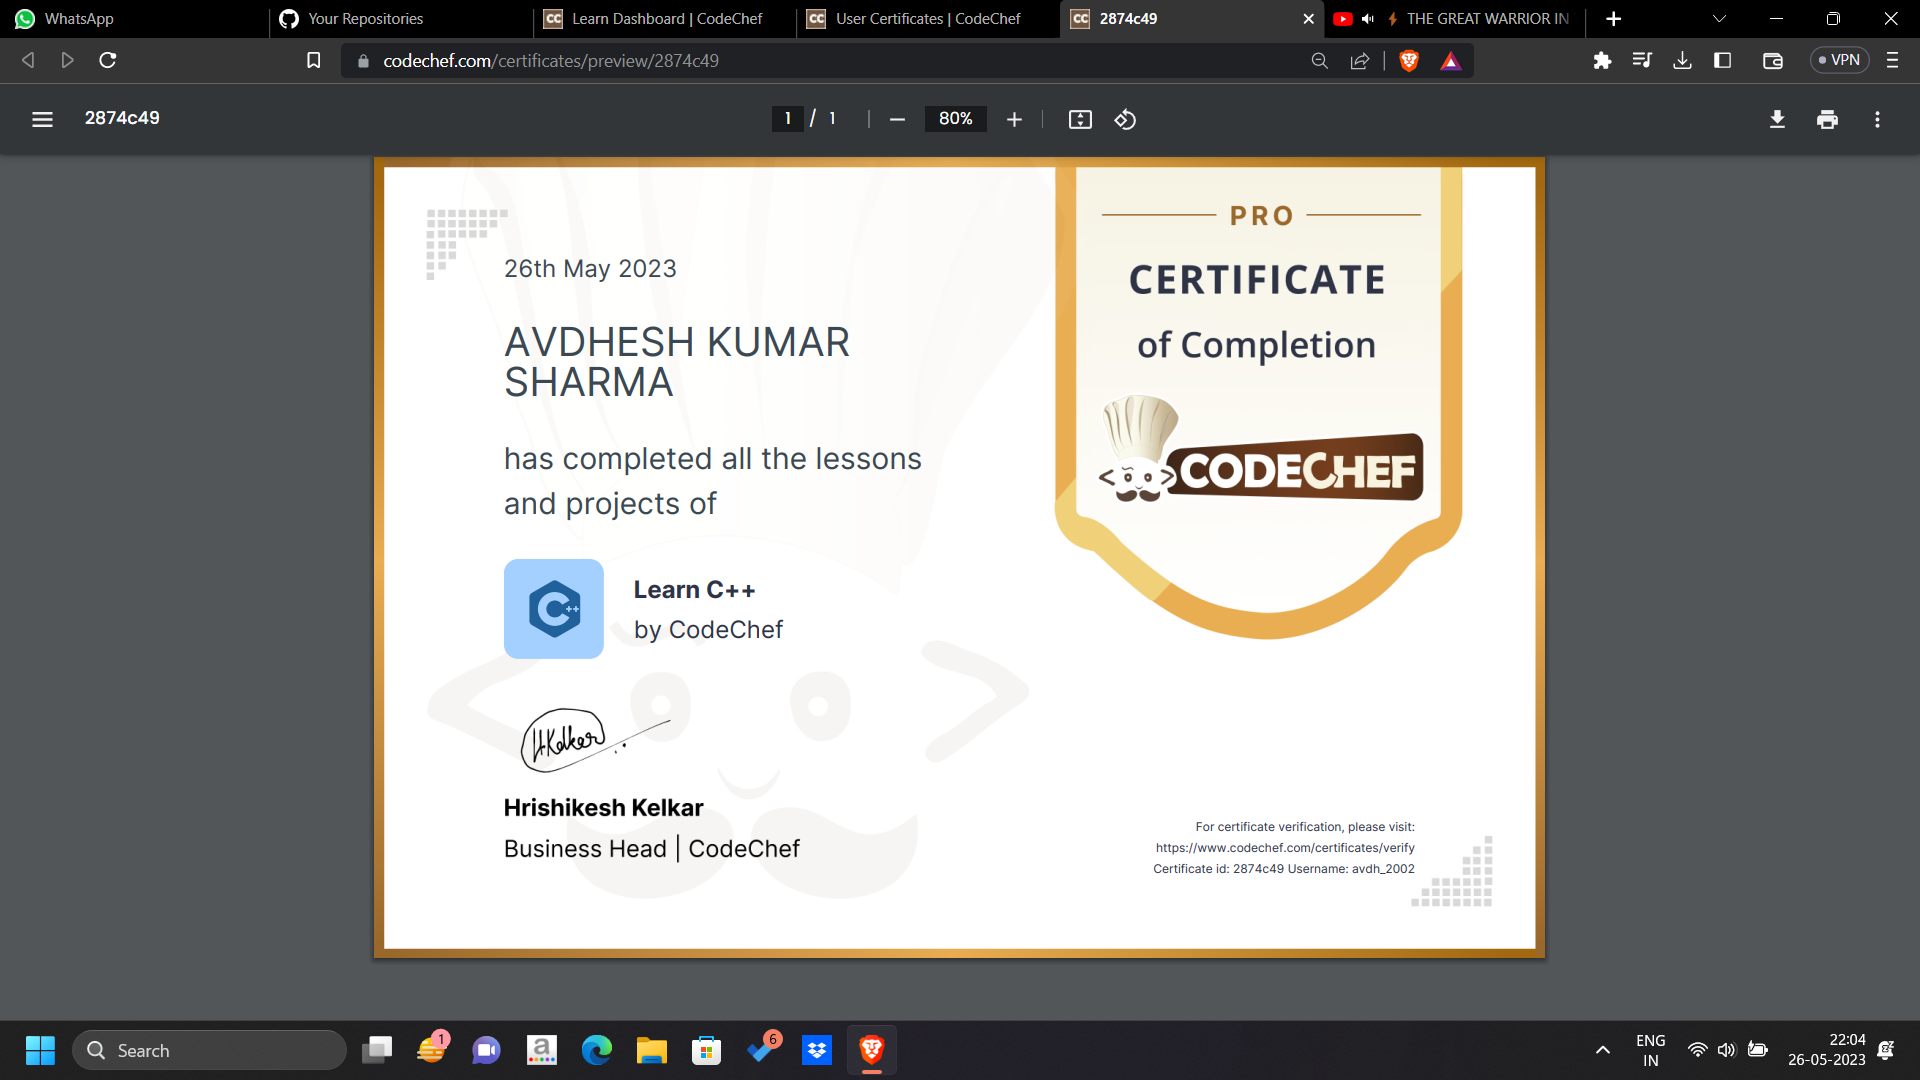 WhatsApp
Your Repositories
CC Learn Dashboard | CodeChef
CC User Certificates | CodeChef
CC 2874c49
THE GREAT WARRIOR IN
codechef.com/certificates/preview/2874c49
VPN
2874c49
1 / 1
80%
26th May 2023
AVDHESH KUMAR
SHARMA
has completed all the lessons
and projects of
C++
Learn C++
by CodeChef
H.Kelkar
Hrishikesh Kelkar
Business Head | CodeChef
PRO
CERTIFICATE
of Completion
CODECHEF
For certificate verification, please visit:
https://www.codechef.com/certificates/verify
Certificate id: 2874c49 Username: avdh_2002
Search
1
a
6
ENG
IN
22:04
26-05-2023